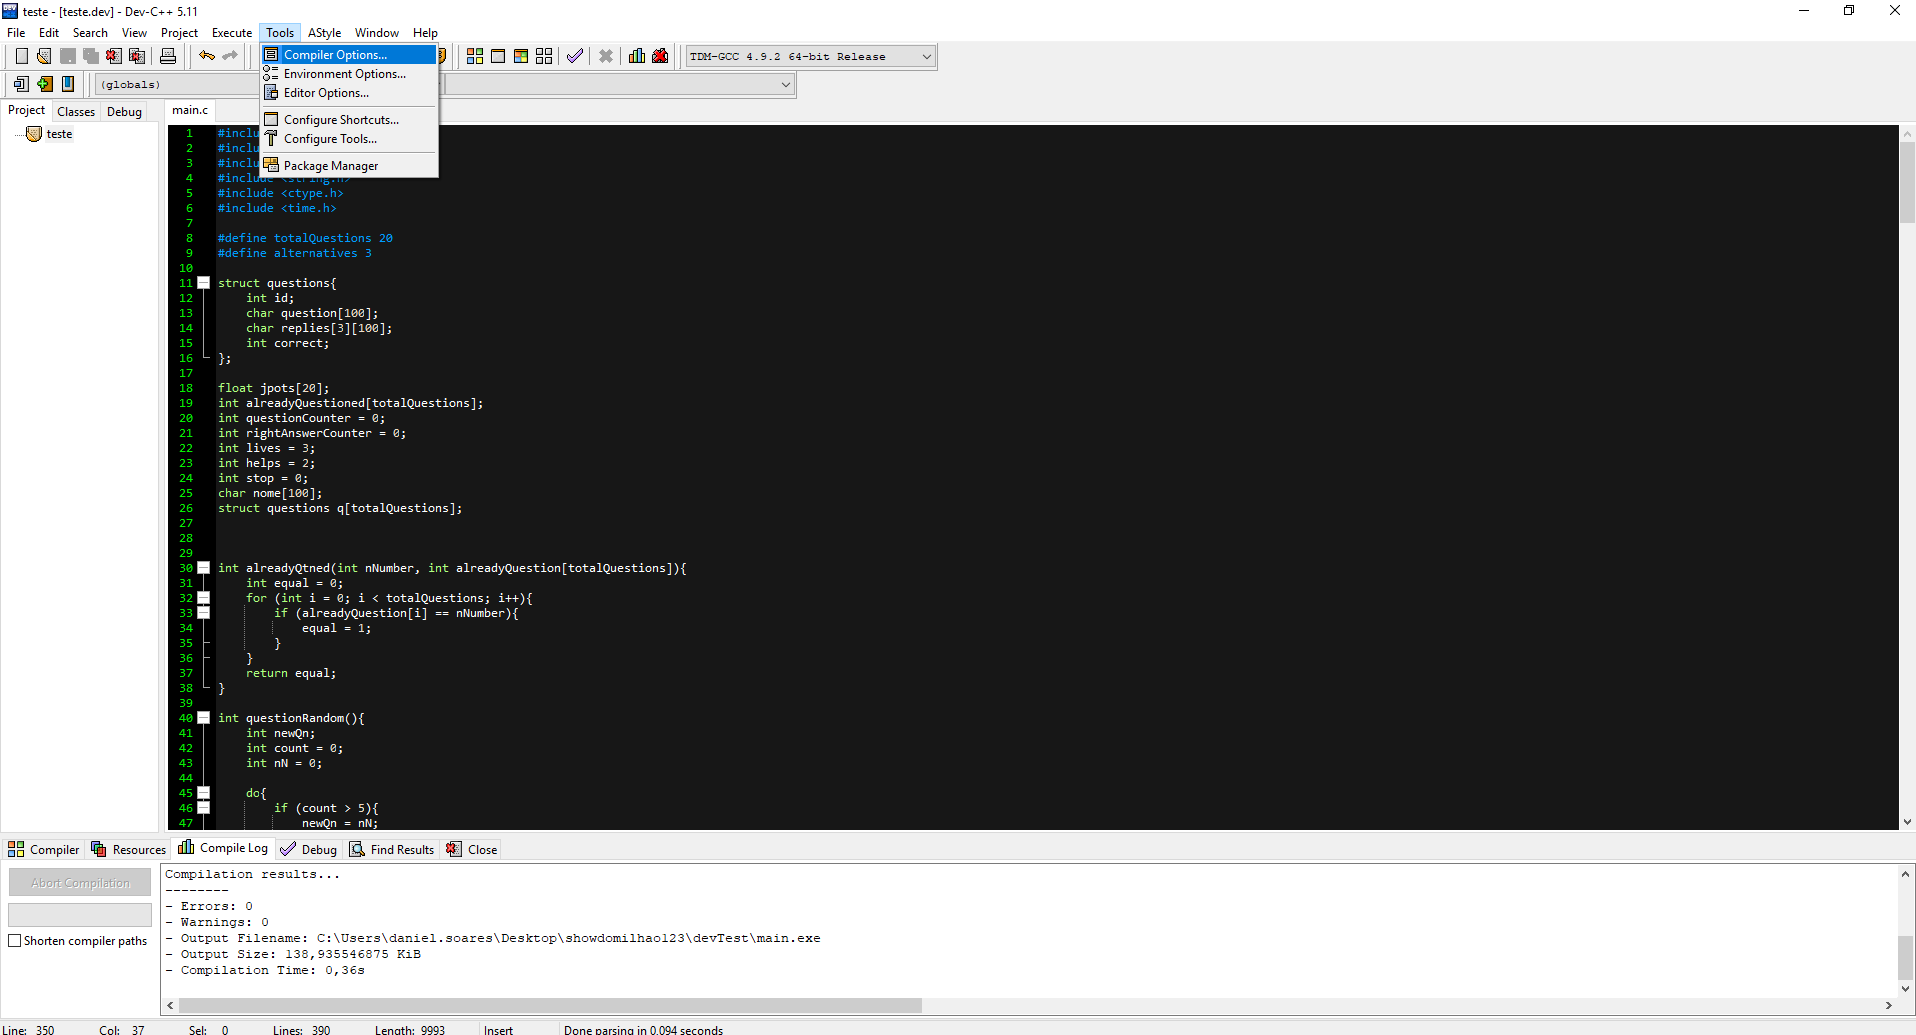 teste - [teste.dev] - Dev-C++ 5.11
File Edit Search View Project Execute Tools AStyle Window Help
Compiler Options...
Environment Options...
Editor Options...
Configure Shortcuts...
Configure Tools...
Package Manager
TDM-GCC 4.9.2 64-bit Release
(globals)
Project Classes Debug
teste
main.c
1 #inclu
2 #inclu
3 #inclu
4 #include <string.h>
5 #include <ctype.h>
6 #include <time.h>
7
8 #define totalQuestions 20
9 #define alternatives 3
10
11 struct questions{
12 int id;
13 char question[100];
14 char replies[3][100];
15 int correct;
16 };
17
18 float jpots[20];
19 int alreadyQuestioned[totalQuestions];
20 int questionCounter = 0;
21 int rightAnswerCounter = 0;
22 int lives = 3;
23 int helps = 2;
24 int stop = 0;
25 char nome[100];
26 struct questions q[totalQuestions];
27
28
29
30 int alreadyQtned(int nNumber, int alreadyQuestion[totalQuestions]){
31 int equal = 0;
32 for (int i = 0; i < totalQuestions; i++){
33 if (alreadyQuestion[i] == nNumber){
34 equal = 1;
35 }
36 }
37 return equal;
38 }
39
40 int questionRandom(){
41 int newQn;
42 int count = 0;
43 int nN = 0;
44
45 do{
46 if (count > 5){
47 newQn = nN;
Compiler Resources Compile Log Debug Find Results Close
Abort Compilation
Shorten compiler paths
Compilation results...
--------
- Errors: 0
- Warnings: 0
- Output Filename: C:\Users\daniel.soares\Desktop\showdomilhao123\devTest\main.exe
- Output Size: 138,935546875 KiB
- Compilation Time: 0,36s
Line: 350 Col: 37 Sel: 0 Lines: 390 Length: 9993 Insert Done parsing in 0.094 seconds